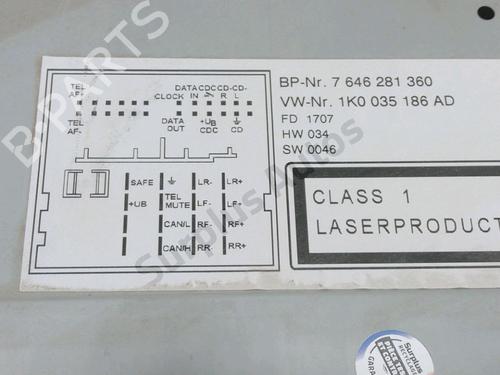 TEL AF+
DATA CDC CD- CD-
CLOCK IN R L
TEL AF-
DATA OUT
+UB CDC
CD
SAFE LR- LR+
+UB TEL MUTE LF- LF+
CAN/L RF- RF+
CAN/H RR- RR+
BP-Nr. 7 646 281 360
VW-Nr. 1K0 035 186 AD
FD 1707
HW 034
SW 0046
CLASS 1
LASERPRODUCT
B PARTS
Surplus Autos
Surplus
RECYCLAGE